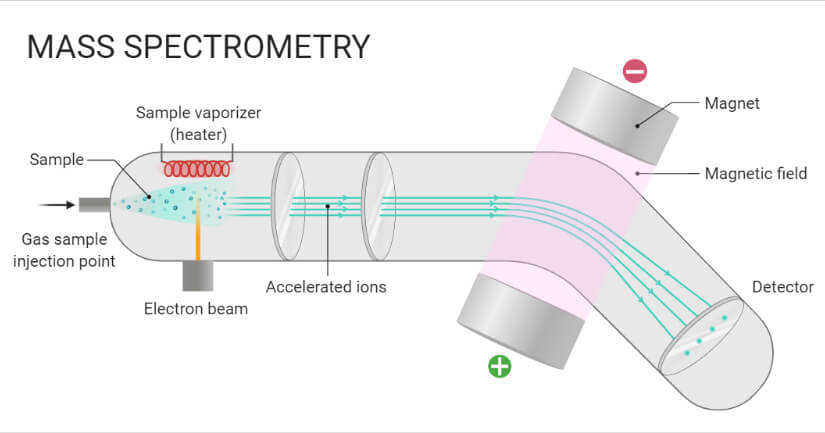 MASS SPECTROMETRY
Sample vaporizer
(heater)
Sample
Gas sample
injection point
Electron beam
Accelerated ions
Magnet
Magnetic field
Detector